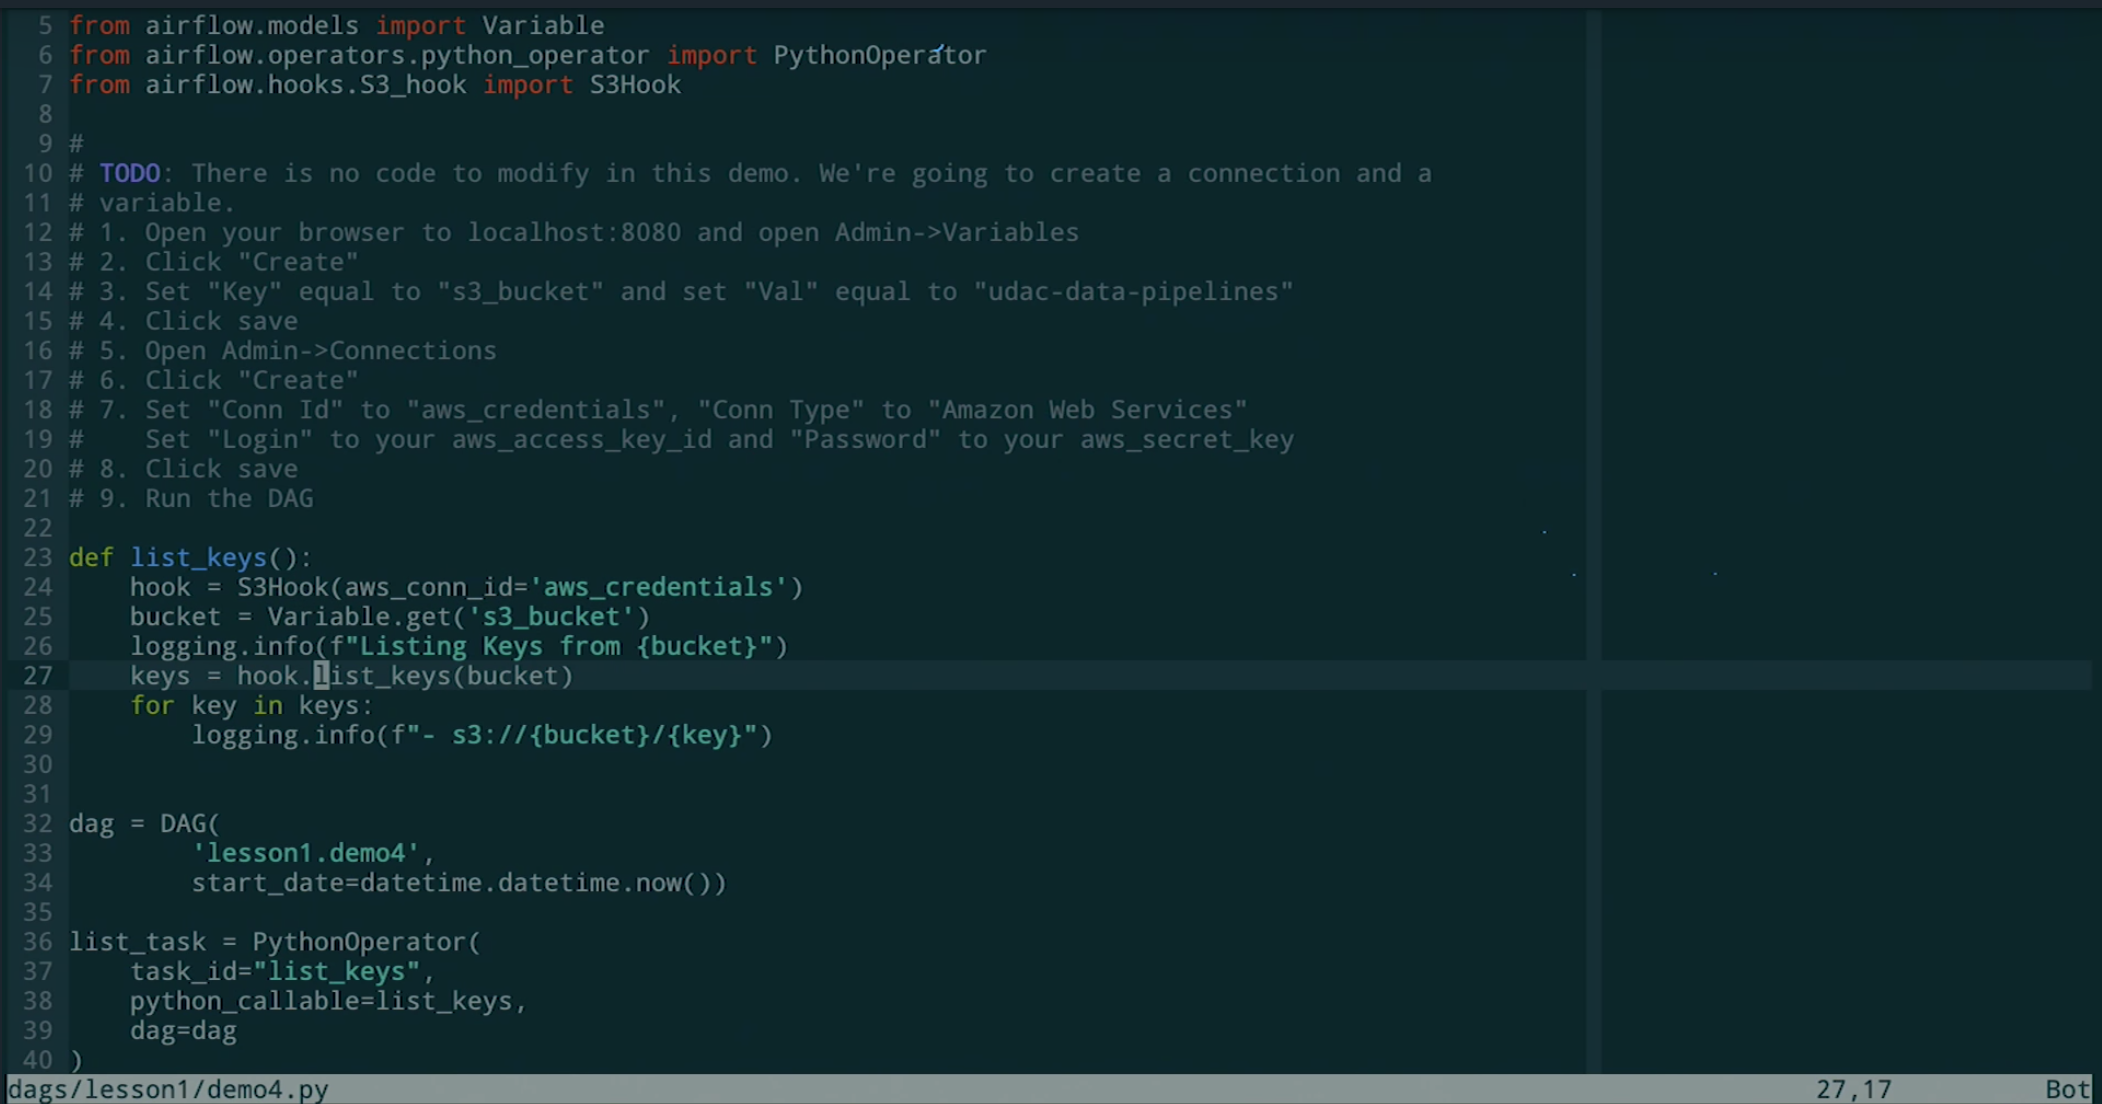 5 from airflow.models import Variable
6 from airflow.operators.python_operator import PythonOperator
7 from airflow.hooks.S3_hook import S3Hook
8
9 #
10 # TODO: There is no code to modify in this demo. We're going to create a connection and a
11 # variable.
12 # 1. Open your browser to localhost:8080 and open Admin->Variables
13 # 2. Click "Create"
14 # 3. Set "Key" equal to "s3_bucket" and set "Val" equal to "udac-data-pipelines"
15 # 4. Click save
16 # 5. Open Admin->Connections
17 # 6. Click "Create"
18 # 7. Set "Conn Id" to "aws_credentials", "Conn Type" to "Amazon Web Services"
19 #    Set "Login" to your aws_access_key_id and "Password" to your aws_secret_key
20 # 8. Click save
21 # 9. Run the DAG
22
23 def list_keys():
24     hook = S3Hook(aws_conn_id='aws_credentials')
25     bucket = Variable.get('s3_bucket')
26     logging.info(f"Listing Keys from {bucket}")
27     keys = hook.list_keys(bucket)
28     for key in keys:
29         logging.info(f"- s3://{bucket}/{key}")
30
31
32 dag = DAG(
33         'lesson1.demo4',
34         start_date=datetime.datetime.now())
35
36 list_task = PythonOperator(
37     task_id="list_keys",
38     python_callable=list_keys,
39     dag=dag
40 )
dags/lesson1/demo4.py 27,17 Bot